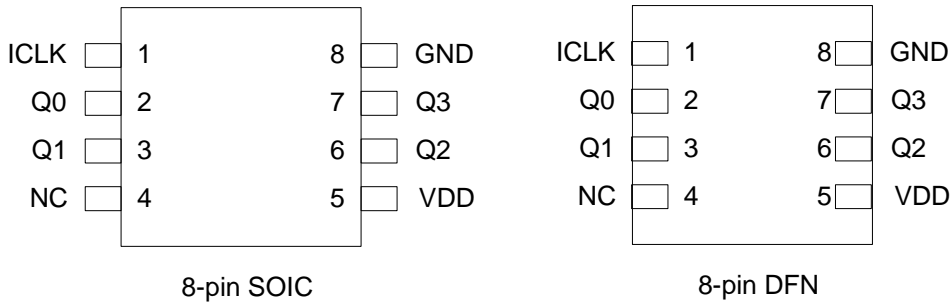 ICLK 1 8 GND
Q0 2 7 Q3
Q1 3 6 Q2
NC 4 5 VDD
8-pin SOIC
ICLK 1 8 GND
Q0 2 7 Q3
Q1 3 6 Q2
NC 4 5 VDD
8-pin DFN